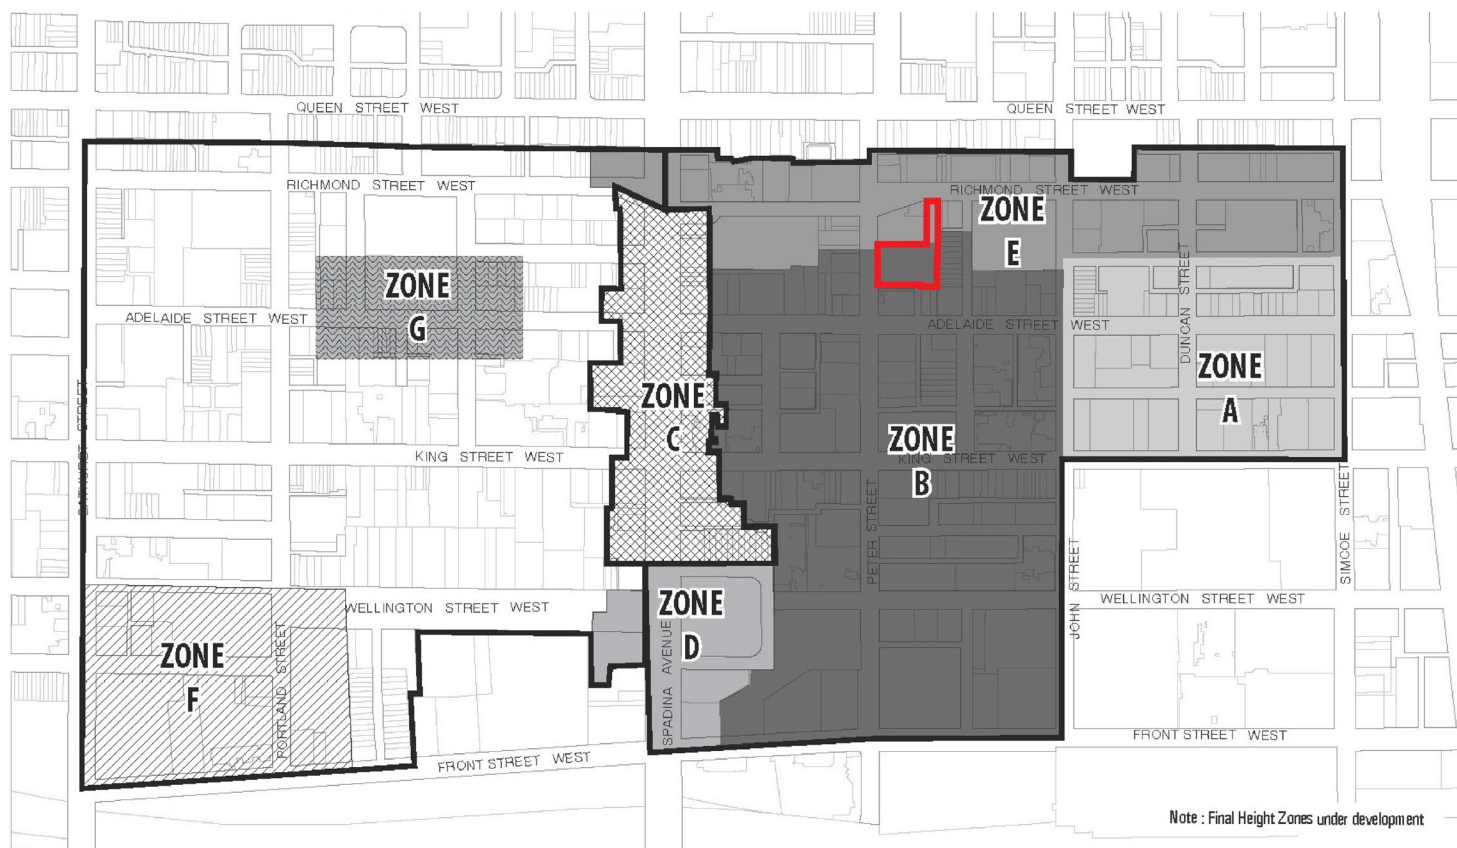 QUEEN STREET WEST
QUEEN STREET WEST
RICHMOND STREET WEST
RICHMOND STREET WEST
ZONE
E
ZONE
G
ADELAIDE STREET WEST
ADELAIDE STREET WEST
DUNCAN STREET
ZONE
A
ZONE
C
BATHURST STREET
KING STREET WEST
ZONE
B
KING STREET WEST
PETER STREET
JOHN STREET
SIMCOE STREET
WELLINGTON STREET WEST
WELLINGTON STREET WEST
ZONE
D
SPADINA AVENUE
ZONE
F
PORTLAND STREET
FRONT STREET WEST
FRONT STREET WEST
Note : Final Height Zones under development